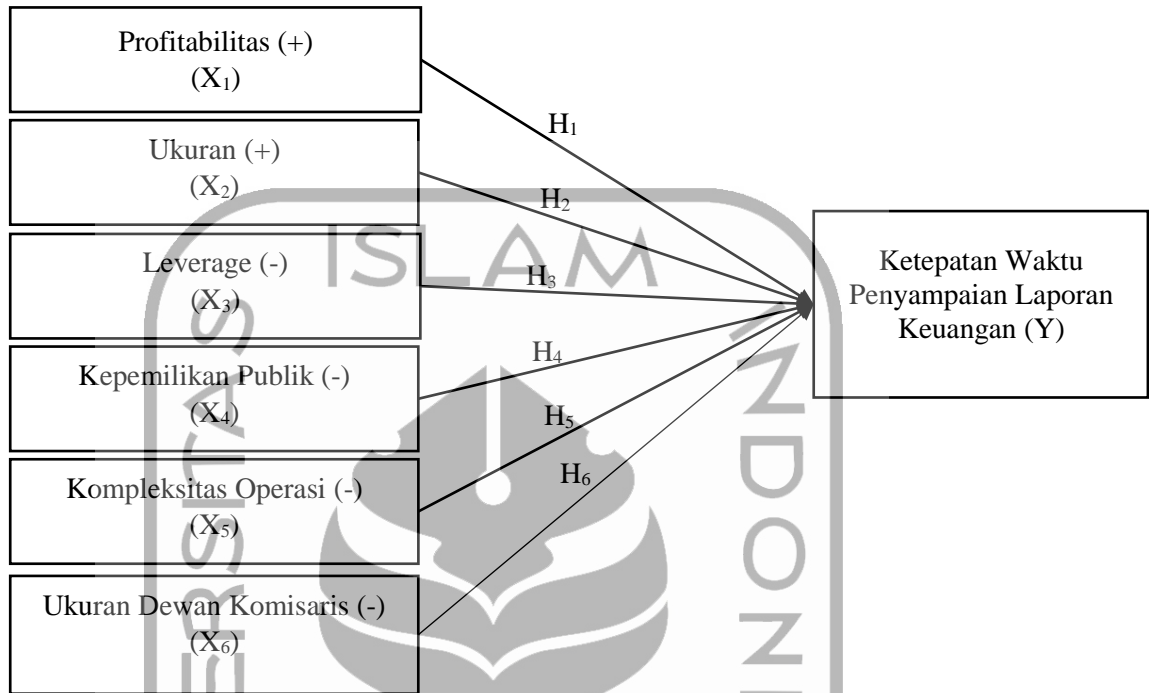 Profitabilitas (+)
(X₁)
Ukuran (+)
(X₂)
Leverage (-)
(X₃)
Kepemilikan Publik (-)
(X₄)
Kompleksitas Operasi (-)
(X₅)
Ukuran Dewan Komisaris (-)
(X₆)
H₁
H₂
H₃
H₄
H₅
H₆
Ketepatan Waktu
Penyampaian Laporan
Keuangan (Y)
ISLAM